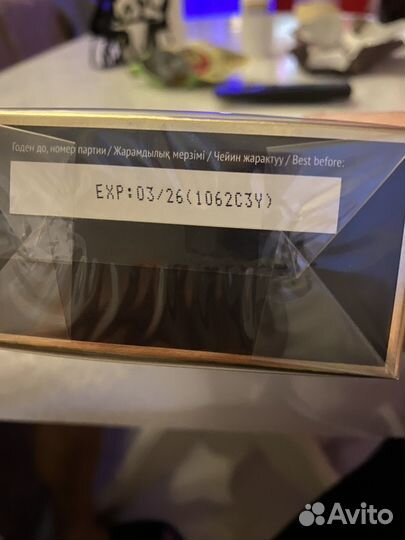 Годен до, номер партии / Жарамдылық мерзімі / Чейин жарактуу / Best before:
EXP:03/26(1062C3Y)
Avito